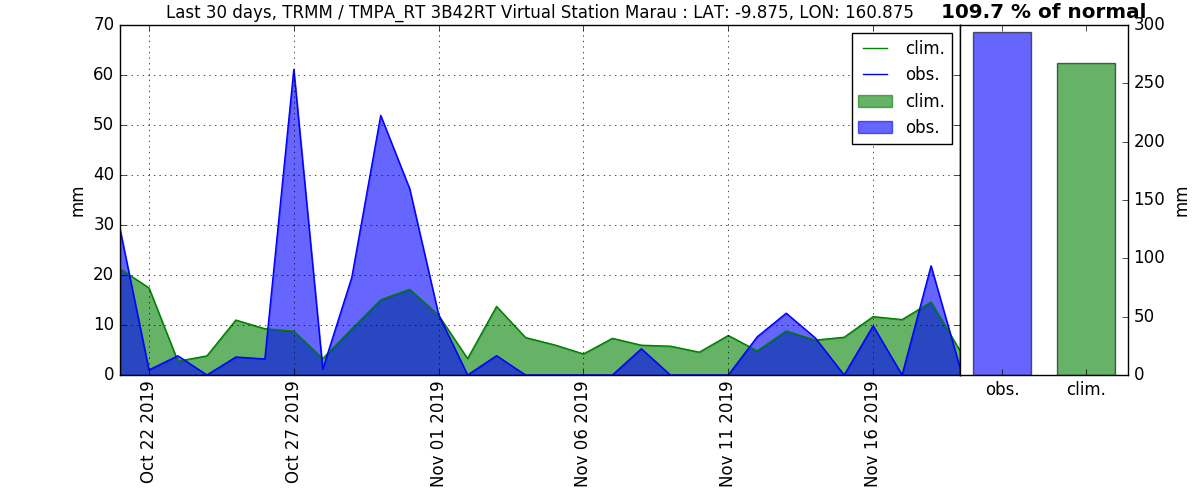 Last 30 days, TRMM / TMPA_RT 3B42RT Virtual Station Marau : LAT: -9.875, LON: 160.875
109.7 % of normal
70
60
50
40
30
20
10
0
mm
clim.
obs.
clim.
obs.
300
250
200
150
100
50
0
mm
obs.
clim.
Oct 22 2019
Oct 27 2019
Nov 01 2019
Nov 06 2019
Nov 11 2019
Nov 16 2019